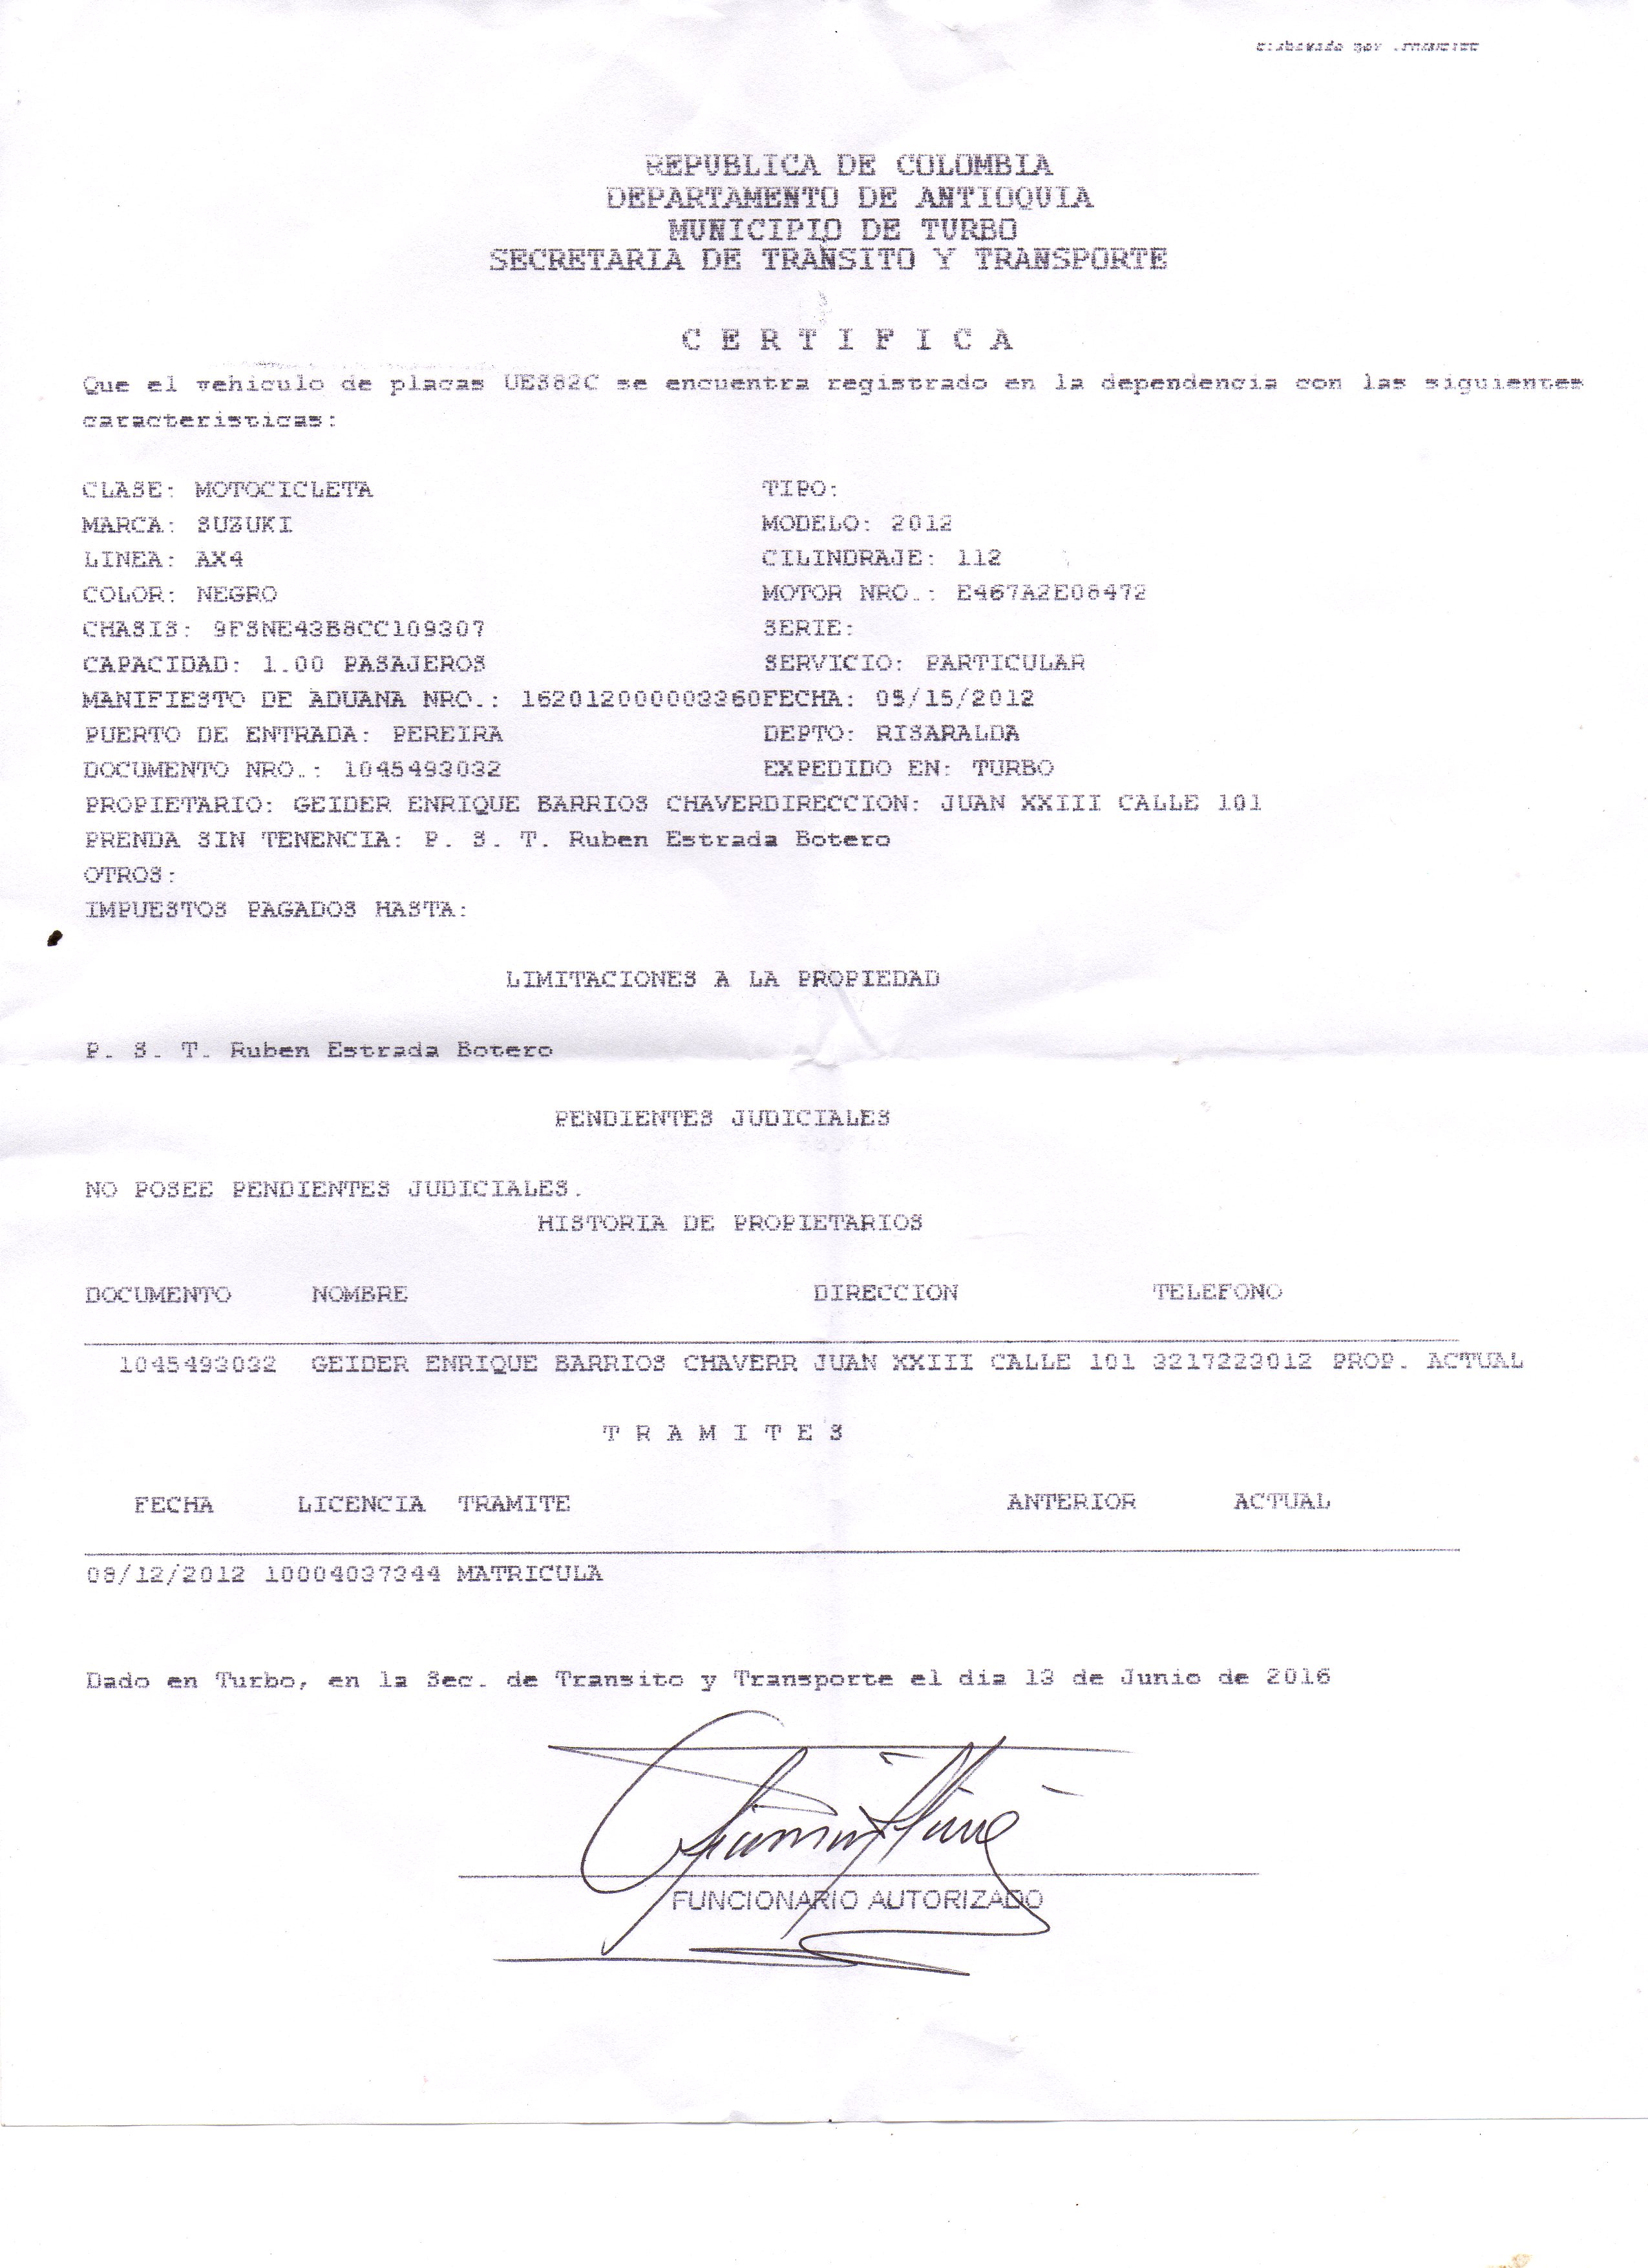 Elaborado por
REPUBLICA DE COLOMBIA
DEPARTAMENTO DE ANTIOQUIA
MUNICIPIO DE TURBO
SECRETARIA DE TRANSITO Y TRANSPORTE
C E R T I F I C A
Que el vehiculo de placas UES82C se encuentra registrado en la dependencia con las siguientes
caracteristicas:
CLASE: MOTOCICLETA TIPO:
MARCA: SUZUKI MODELO: 2012
LINEA: AX4 CILINDRAJE: 112
COLOR: NEGRO MOTOR NRO.:
CHASIS: 9FSNE43B8CC109307 SERIE:
CAPACIDAD: 1.00 PASAJEROS SERVICIO: PARTICULAR
MANIFIESTO DE ADUANA NRO.: 162012000003360FECHA: 05/15/2012
PUERTO DE ENTRADA: PEREIRA DEPTO: RISARALDA
DOCUMENTO NRO.: 1045493032 EXPEDIDO EN: TURBO
PROPIETARIO: GEIDER ENRIQUE BARRIOS CHAVERDIRECCION: JUAN XXIII CALLE 101
PRENDA SIN TENENCIA: P. S. T. Ruben Estrada Botero
OTROS:
IMPUESTOS PAGADOS HASTA:
LIMITACIONES A LA PROPIEDAD
P. S. T. Ruben Estrada Botero
PENDIENTES JUDICIALES
NO POSEE PENDIENTES JUDICIALES.
HISTORIA DE PROPIETARIOS
DOCUMENTO NOMBRE DIRECCION TELEFONO
1045493032 GEIDER ENRIQUE BARRIOS CHAVERR JUAN XXIII CALLE 101 3217223012 PROP. ACTUAL
T R A M I T E S
FECHA LICENCIA TRAMITE ANTERIOR ACTUAL
10004037344 MATRICULA
Dado en Turbo, en la Sec. de Transito y Transporte el dia 13 de Junio de 2016
FUNCIONARIO AUTORIZADO